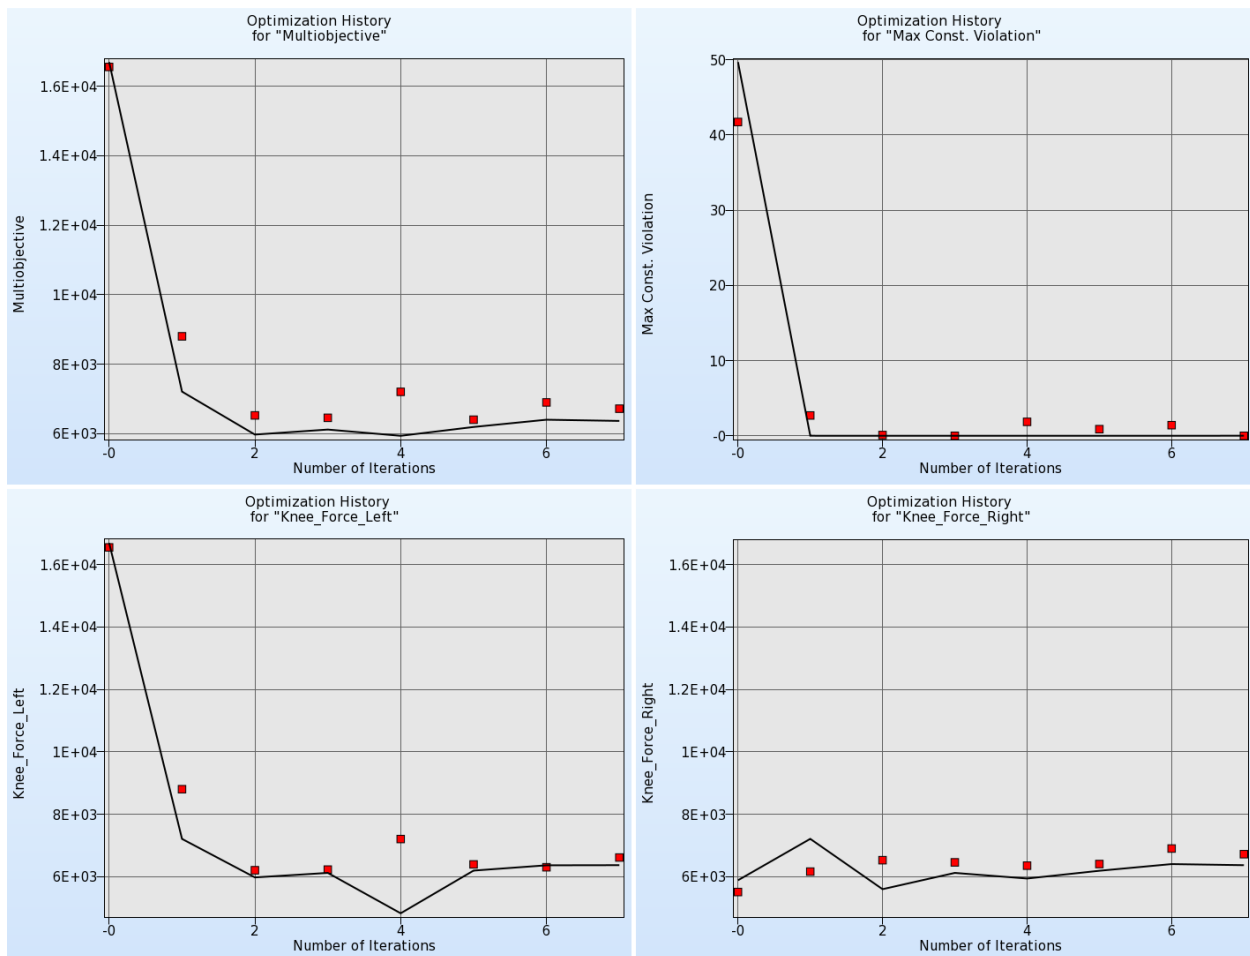 Optimization History
for "Multiobjective"
Multiobjective
1.6E+04
1.4E+04
1.2E+04
1E+04
8E+03
6E+03
-0 2 4 6
Number of Iterations
Optimization History
for "Max Const. Violation"
Max Const. Violation
50
40
30
20
10
-0
-0 2 4 6
Number of Iterations
Optimization History
for "Knee_Force_Left"
Knee_Force_Left
1.6E+04
1.4E+04
1.2E+04
1E+04
8E+03
6E+03
-0 2 4 6
Number of Iterations
Optimization History
for "Knee_Force_Right"
Knee_Force_Right
1.6E+04
1.4E+04
1.2E+04
1E+04
8E+03
6E+03
-0 2 4 6
Number of Iterations